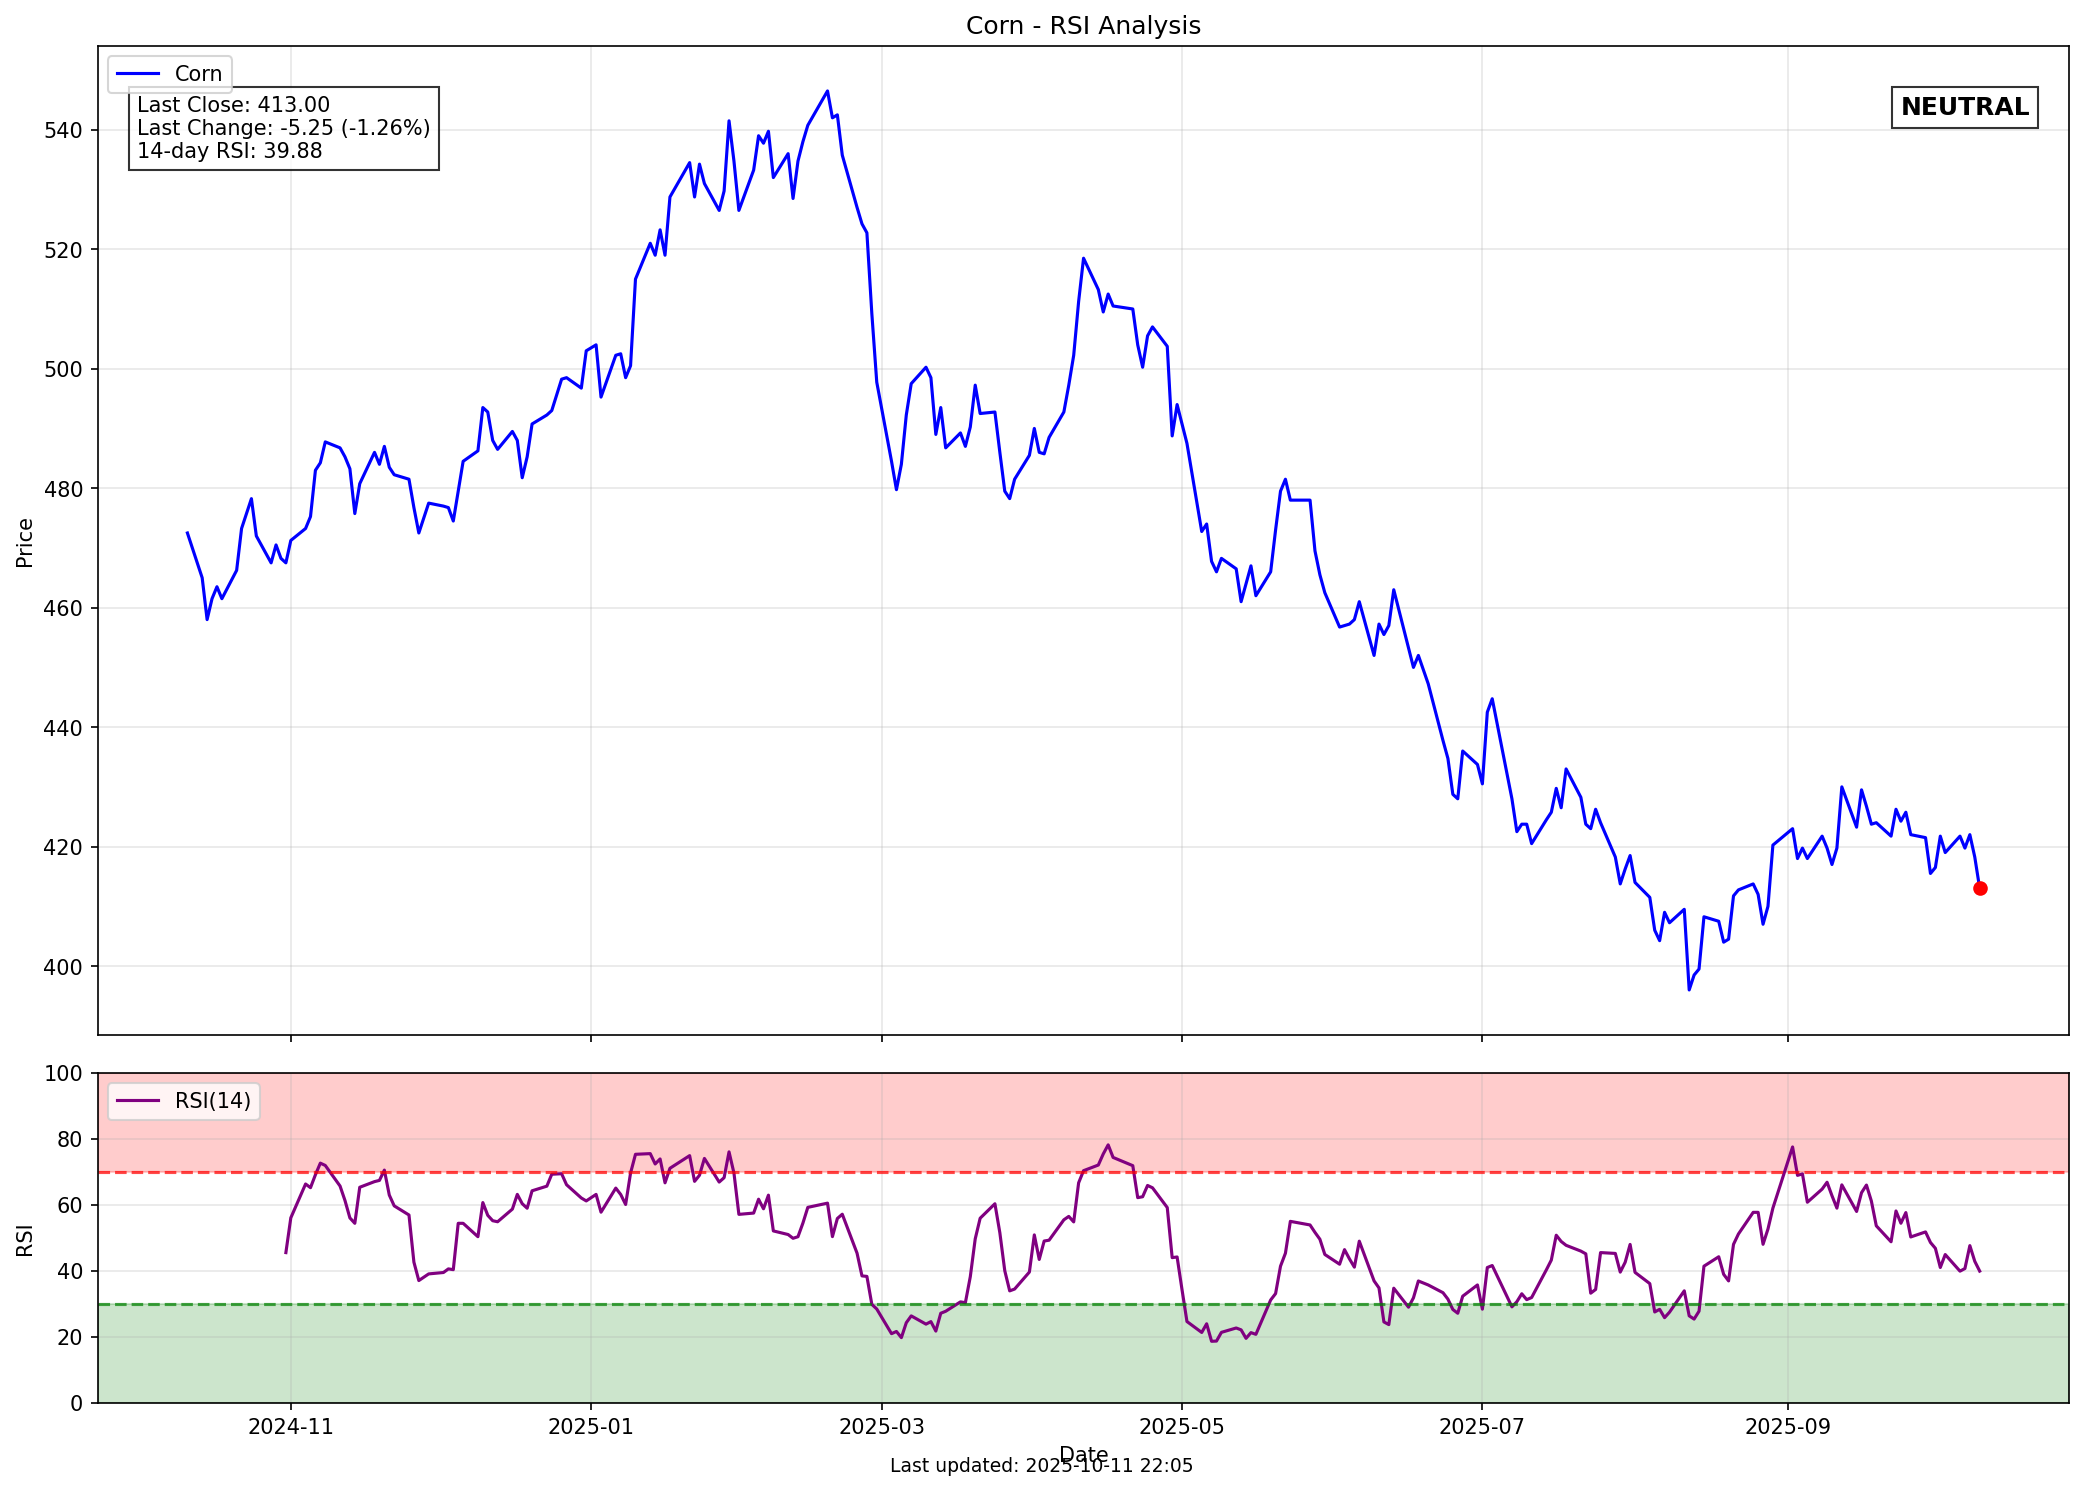 Corn - RSI Analysis
Corn
Last Close: 413.00
Last Change: -5.25 (-1.26%)
14-day RSI: 39.88
NEUTRAL
540
520
500
480
460
440
420
400
Price
100
80
60
40
20
0
RSI
RSI(14)
2024-11 2025-01 2025-03 2025-05 2025-07 2025-09
Date
Last updated: 2025-10-11 22:05